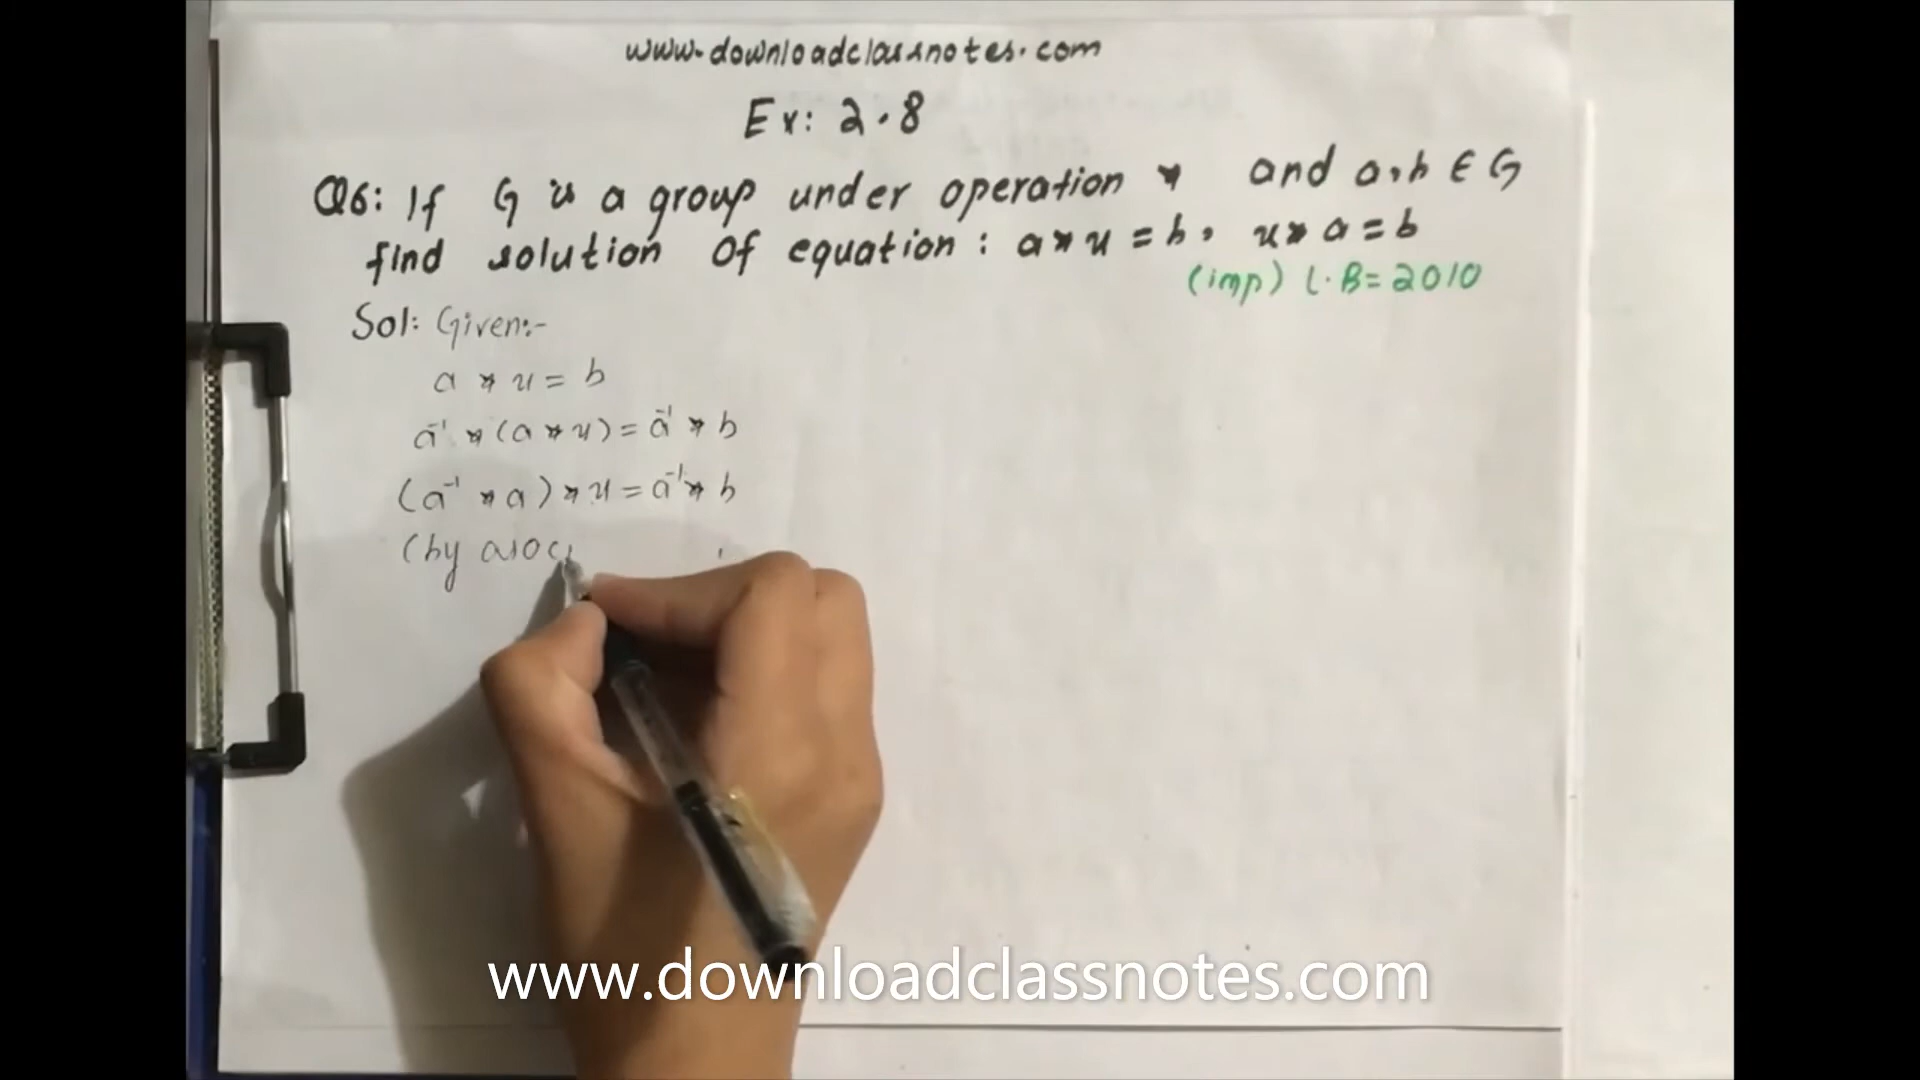 www.downloadclassnotes.com
Ex: 2.8
Q6: If G is a group under operation * and a,b ∈ G
find solution of equation: a * x = b, x * a = b
(imp) L.B=2010
Sol: Given:-
a * x = b
a⁻¹ * (a * x) = a⁻¹ * b
(a⁻¹ * a) * x = a⁻¹ * b
(by asoci
www.downloadclassnotes.com